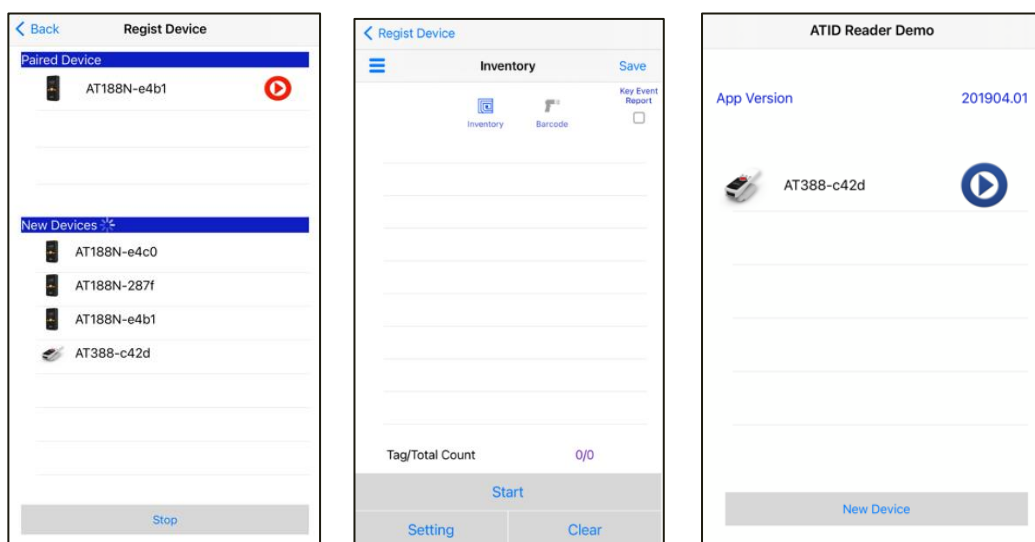 Back Regist Device
Paired Device
AT188N-e4b1
New Devices
AT188N-e4c0
AT188N-287f
AT188N-e4b1
AT388-c42d
Stop
Regist Device
Inventory Save
Key Event
Report
Inventory Barcode
Tag/Total Count 0/0
Start
Setting Clear
ATID Reader Demo
App Version 201904.01
AT388-c42d
New Device